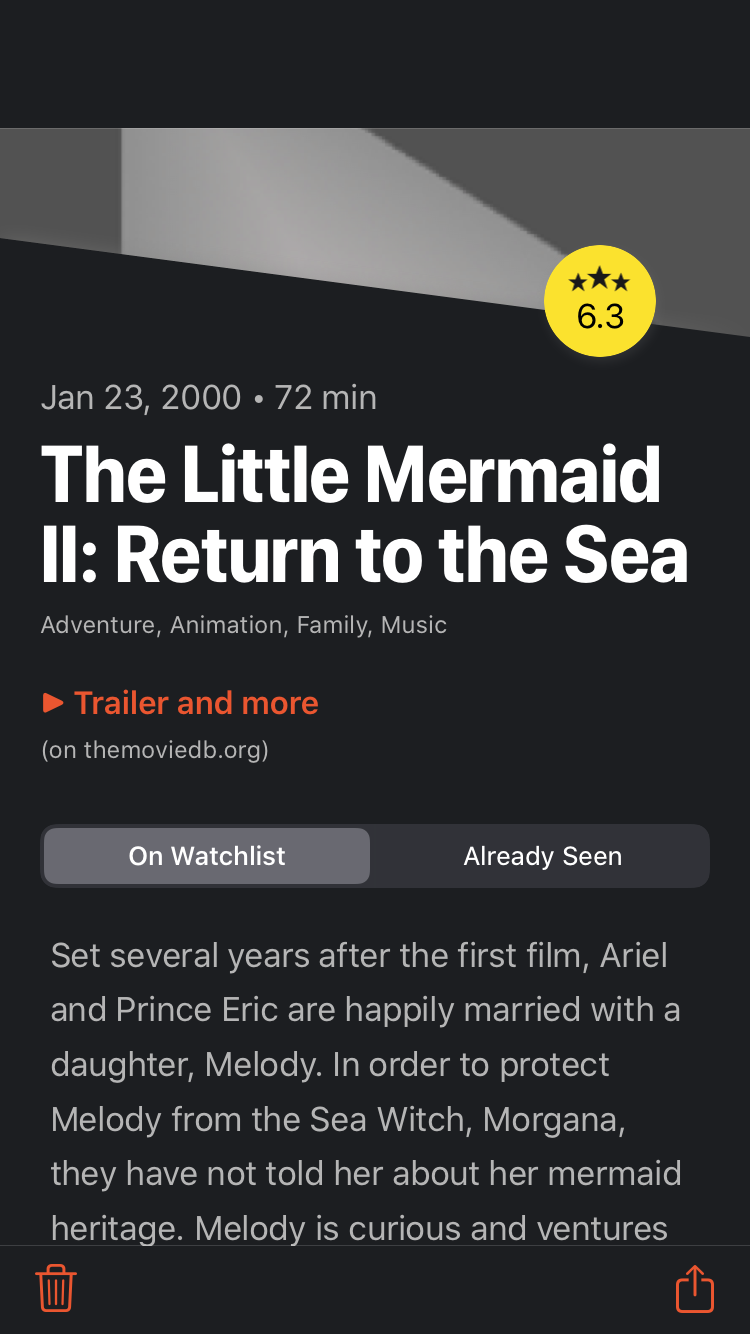 6.3
Jan 23, 2000 • 72 min
The Little Mermaid
II: Return to the Sea
Adventure, Animation, Family, Music
Trailer and more
(on themoviedb.org)
On Watchlist
Already Seen
Set several years after the first film, Ariel
and Prince Eric are happily married with a
daughter, Melody. In order to protect
Melody from the Sea Witch, Morgana,
they have not told her about her mermaid
heritage. Melody is curious and ventures